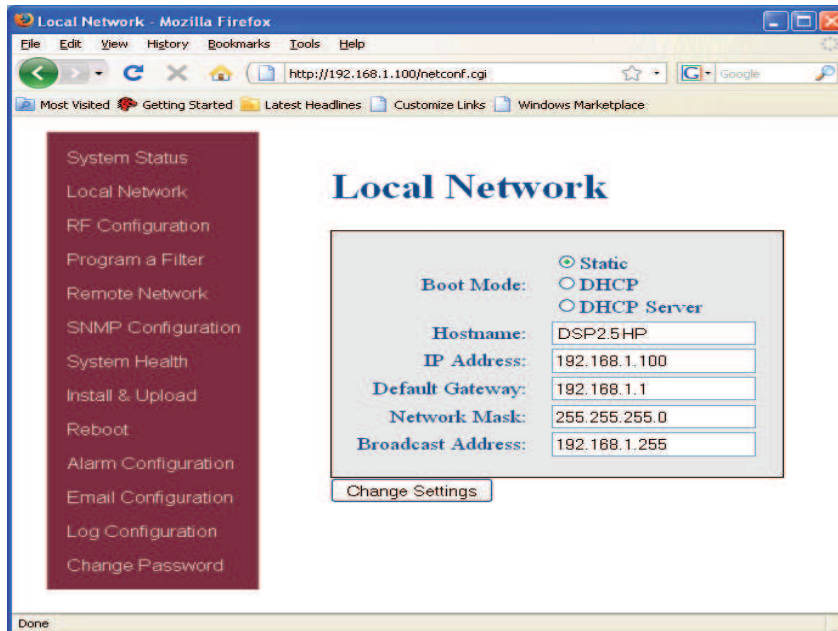 Local Network - Mozilla Firefox
File Edit View History Bookmarks Tools Help
http://192.168.1.100/netconf.cgi
G Google
Most Visited Getting Started Latest Headlines Customize Links Windows Marketplace
System Status
Local Network
RF Configuration
Program a Filter
Remote Network
SNMP Configuration
System Health
Install & Upload
Reboot
Alarm Configuration
Email Configuration
Log Configuration
Change Password
Local Network
Boot Mode:
Static
DHCP
DHCP Server
Hostname: DSP2.5HP
IP Address: 192.168.1.100
Default Gateway: 192.168.1.1
Network Mask: 255.255.255.0
Broadcast Address: 192.168.1.255
Change Settings
Done